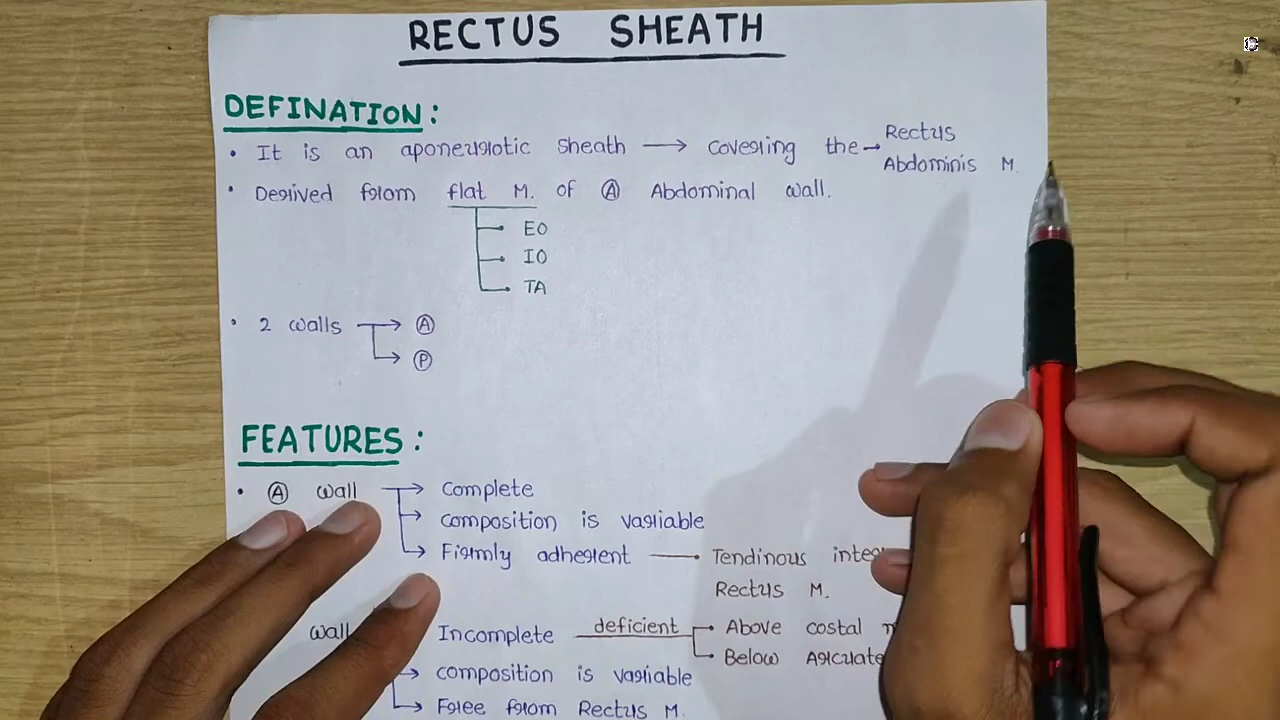 RECTUS SHEATH
DEFINATION :
• It is an aponeurotic sheath → covering the → Rectus
Abdominis M.
• Derived from flat M. of Ⓐ Abdominal wall.
EO
IO
TA
• 2 walls → Ⓐ
→ Ⓟ
FEATURES :
• Ⓐ wall → Complete
→ composition is variable
→ Firmly adherent → Tendinous
Rectus M.
wall Incomplete deficient → Above costal
→ Below
→ composition is variable
→ Free from Rectus M.